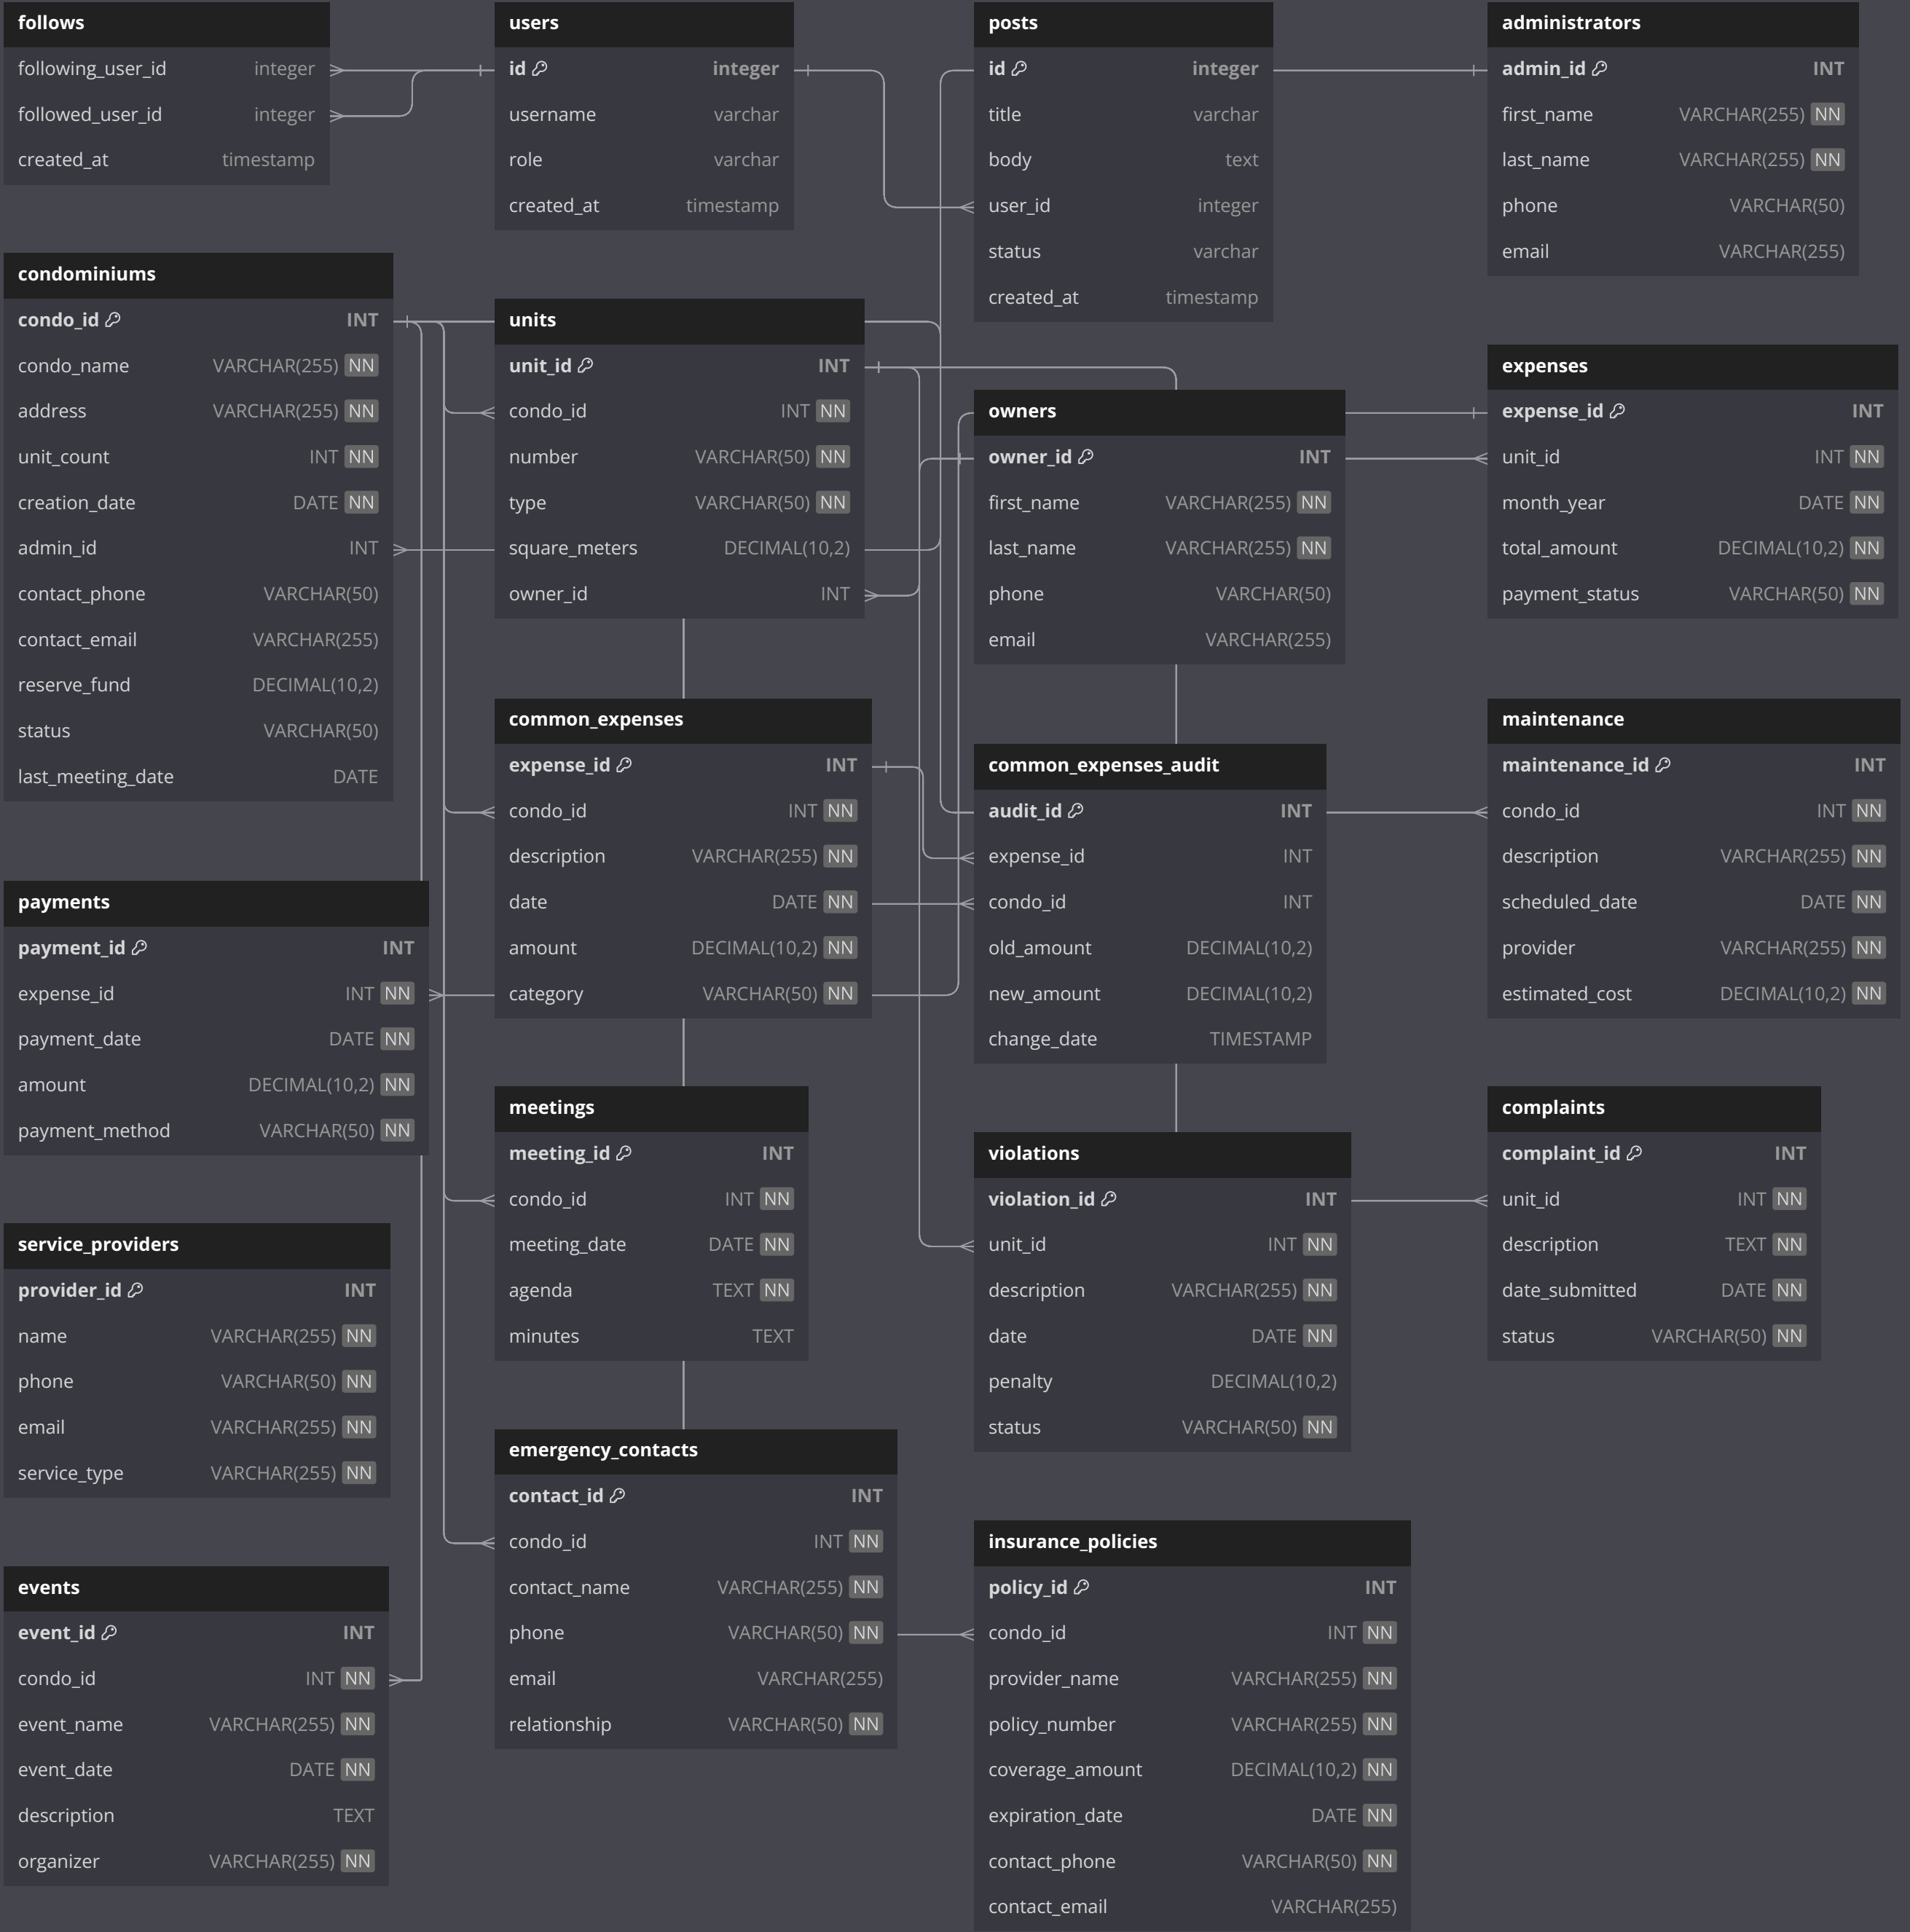 follows
following_user_id integer
followed_user_id integer
created_at timestamp
users
id integer
username varchar
role varchar
created_at timestamp
posts
id integer
title varchar
body text
user_id integer
status varchar
created_at timestamp
administrators
admin_id INT
first_name VARCHAR(255) NN
last_name VARCHAR(255) NN
phone VARCHAR(50)
email VARCHAR(255)
condominiums
condo_id INT
condo_name VARCHAR(255) NN
address VARCHAR(255) NN
unit_count INT NN
creation_date DATE NN
admin_id INT
contact_phone VARCHAR(50)
contact_email VARCHAR(255)
reserve_fund DECIMAL(10,2)
status VARCHAR(50)
last_meeting_date DATE
units
unit_id INT
condo_id INT NN
number VARCHAR(50) NN
type VARCHAR(50) NN
square_meters DECIMAL(10,2)
owner_id INT
owners
owner_id INT
first_name VARCHAR(255) NN
last_name VARCHAR(255) NN
phone VARCHAR(50)
email VARCHAR(255)
expenses
expense_id INT
unit_id INT NN
month_year DATE NN
total_amount DECIMAL(10,2) NN
payment_status VARCHAR(50) NN
common_expenses
expense_id INT
condo_id INT NN
description VARCHAR(255) NN
date DATE NN
amount DECIMAL(10,2) NN
category VARCHAR(50) NN
common_expenses_audit
audit_id INT
expense_id INT
condo_id INT
old_amount DECIMAL(10,2)
new_amount DECIMAL(10,2)
change_date TIMESTAMP
maintenance
maintenance_id INT
condo_id INT NN
description VARCHAR(255) NN
scheduled_date DATE NN
provider VARCHAR(255) NN
estimated_cost DECIMAL(10,2) NN
payments
payment_id INT
expense_id INT NN
payment_date DATE NN
amount DECIMAL(10,2) NN
payment_method VARCHAR(50) NN
meetings
meeting_id INT
condo_id INT NN
meeting_date DATE NN
agenda TEXT NN
minutes TEXT
violations
violation_id INT
unit_id INT NN
description VARCHAR(255) NN
date DATE NN
penalty DECIMAL(10,2)
status VARCHAR(50) NN
complaints
complaint_id INT
unit_id INT NN
description TEXT NN
date_submitted DATE NN
status VARCHAR(50) NN
service_providers
provider_id INT
name VARCHAR(255) NN
phone VARCHAR(50) NN
email VARCHAR(255) NN
service_type VARCHAR(255) NN
emergency_contacts
contact_id INT
condo_id INT NN
contact_name VARCHAR(255) NN
phone VARCHAR(50) NN
email VARCHAR(255)
relationship VARCHAR(50) NN
insurance_policies
policy_id INT
condo_id INT NN
provider_name VARCHAR(255) NN
policy_number VARCHAR(255) NN
coverage_amount DECIMAL(10,2) NN
expiration_date DATE NN
contact_phone VARCHAR(50) NN
contact_email VARCHAR(255)
events
event_id INT
condo_id INT NN
event_name VARCHAR(255) NN
event_date DATE NN
description TEXT
organizer VARCHAR(255) NN